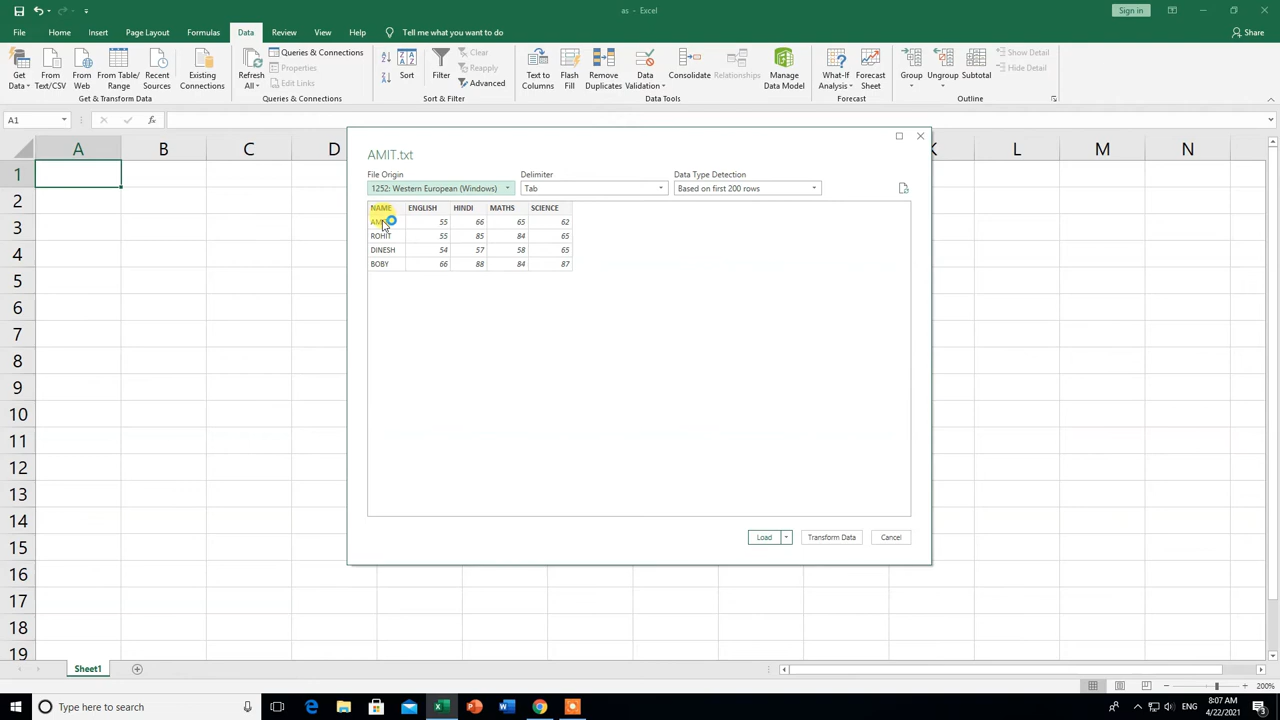 as - Excel
Sign in
File Home Insert Page Layout Formulas Data Review View Help Tell me what you want to do Share
Get Data From Text/CSV From Web From Table/ Range Recent Sources Existing Connections
Get & Transform Data
Refresh All Queries & Connections Properties Edit Links
Queries & Connections
Sort Filter Clear Reapply Advanced
Sort & Filter
Text to Columns Flash Fill Remove Duplicates Data Validation Consolidate Relationships Manage Data Model
Data Tools
What-If Analysis Forecast Sheet
Forecast
Group Ungroup Subtotal Show Detail Hide Detail
Outline
A1
A B C D K L M N
1
2
3
4
5
6
7
8
9
10
11
12
13
14
15
16
17
18
19
AMIT.txt
File Origin Delimiter Data Type Detection
1252: Western European (Windows) Tab Based on first 200 rows
NAME ENGLISH HINDI MATHS SCIENCE
55 66 65 62
ROHIT 55 85 84 65
DINESH 54 57 58 65
BOBY 66 88 84 87
Load Transform Data Cancel
Sheet1
200%
Type here to search
ENG
8:07 AM
4/22/2021